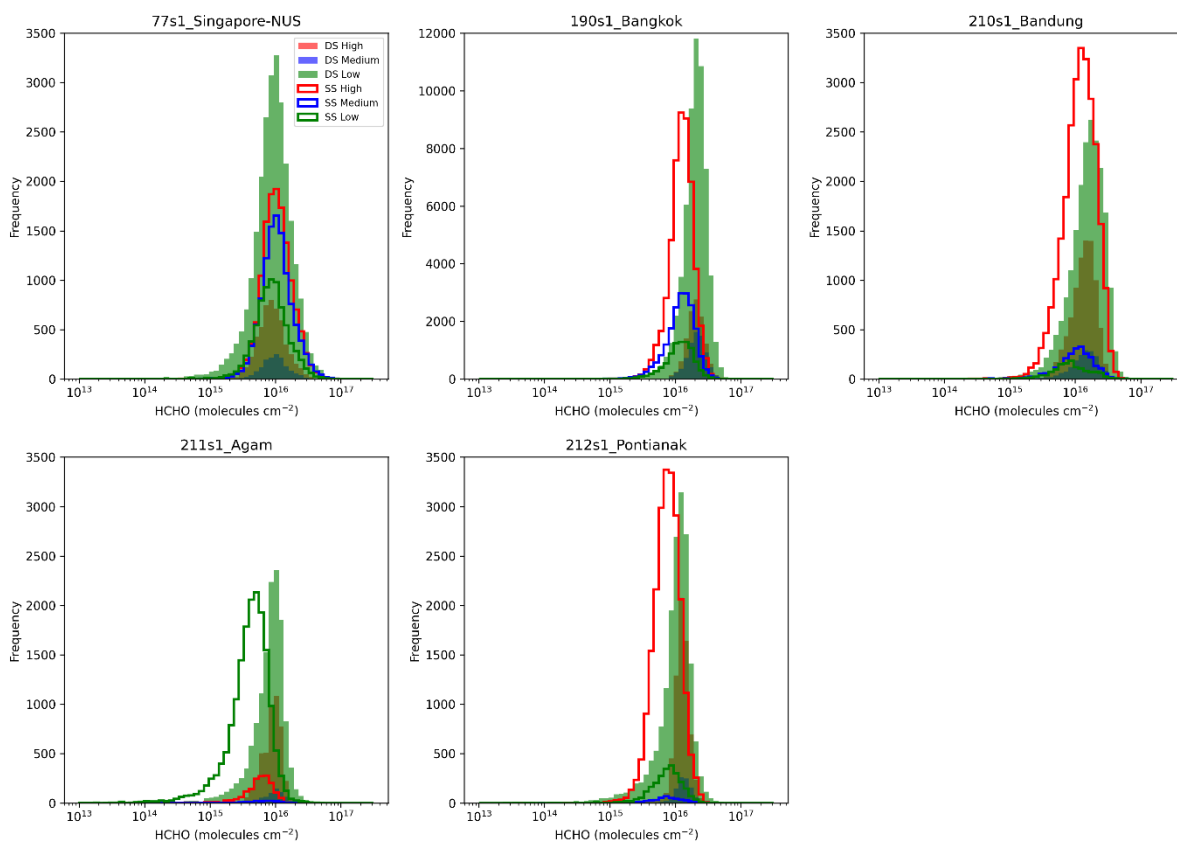 77s1_Singapore-NUS
3500
3000
2500
2000
1500
1000
500
0
Frequency
10¹³ 10¹⁴ 10¹⁵ 10¹⁶ 10¹⁷
HCHO (molecules cm⁻²)
DS High
DS Medium
DS Low
SS High
SS Medium
SS Low
190s1_Bangkok
12000
10000
8000
6000
4000
2000
0
Frequency
10¹³ 10¹⁴ 10¹⁵ 10¹⁶ 10¹⁷
HCHO (molecules cm⁻²)
210s1_Bandung
3500
3000
2500
2000
1500
1000
500
0
Frequency
10¹³ 10¹⁴ 10¹⁵ 10¹⁶ 10¹⁷
HCHO (molecules cm⁻²)
211s1_Agam
3500
3000
2500
2000
1500
1000
500
0
Frequency
10¹³ 10¹⁴ 10¹⁵ 10¹⁶ 10¹⁷
HCHO (molecules cm⁻²)
212s1_Pontianak
3500
3000
2500
2000
1500
1000
500
0
Frequency
10¹³ 10¹⁴ 10¹⁵ 10¹⁶ 10¹⁷
HCHO (molecules cm⁻²)